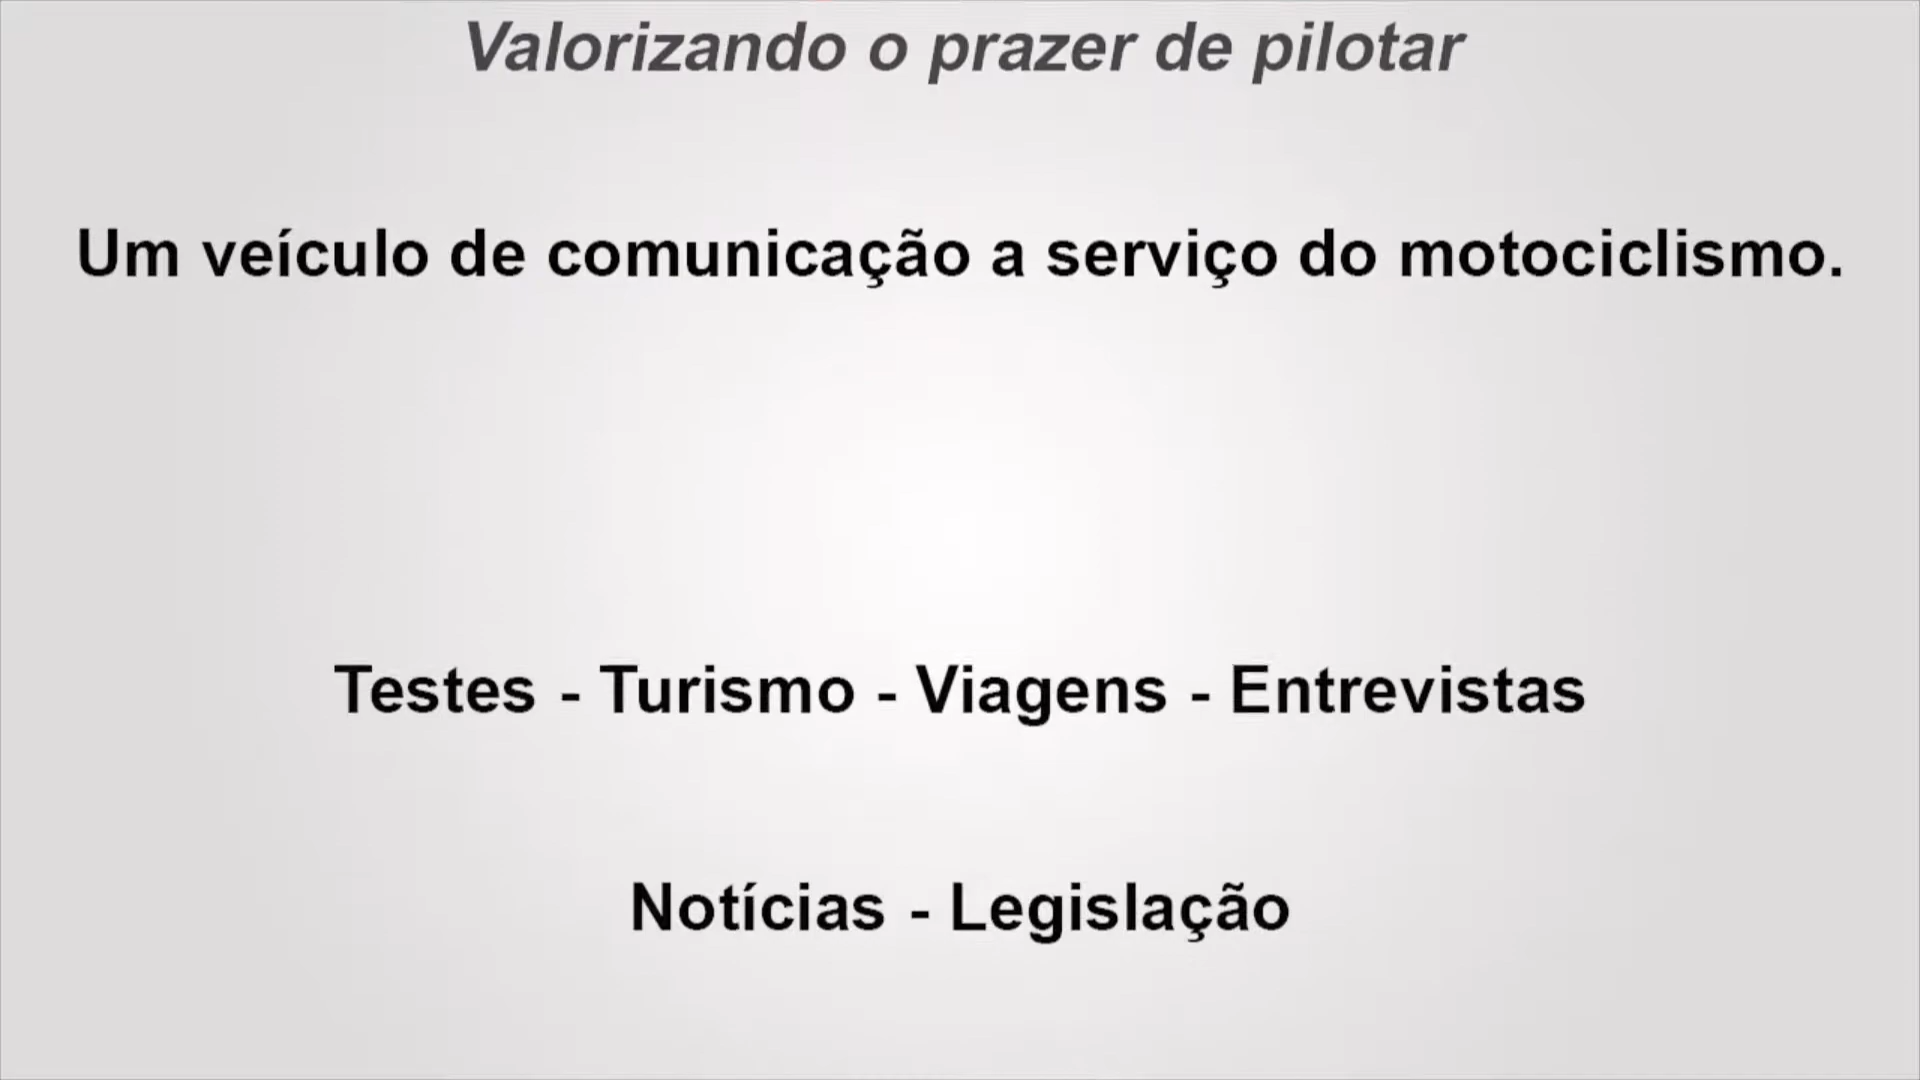 Valorizando o prazer de pilotar
Um veículo de comunicação a serviço do motociclismo.
Testes - Turismo - Viagens - Entrevistas
Notícias - Legislação